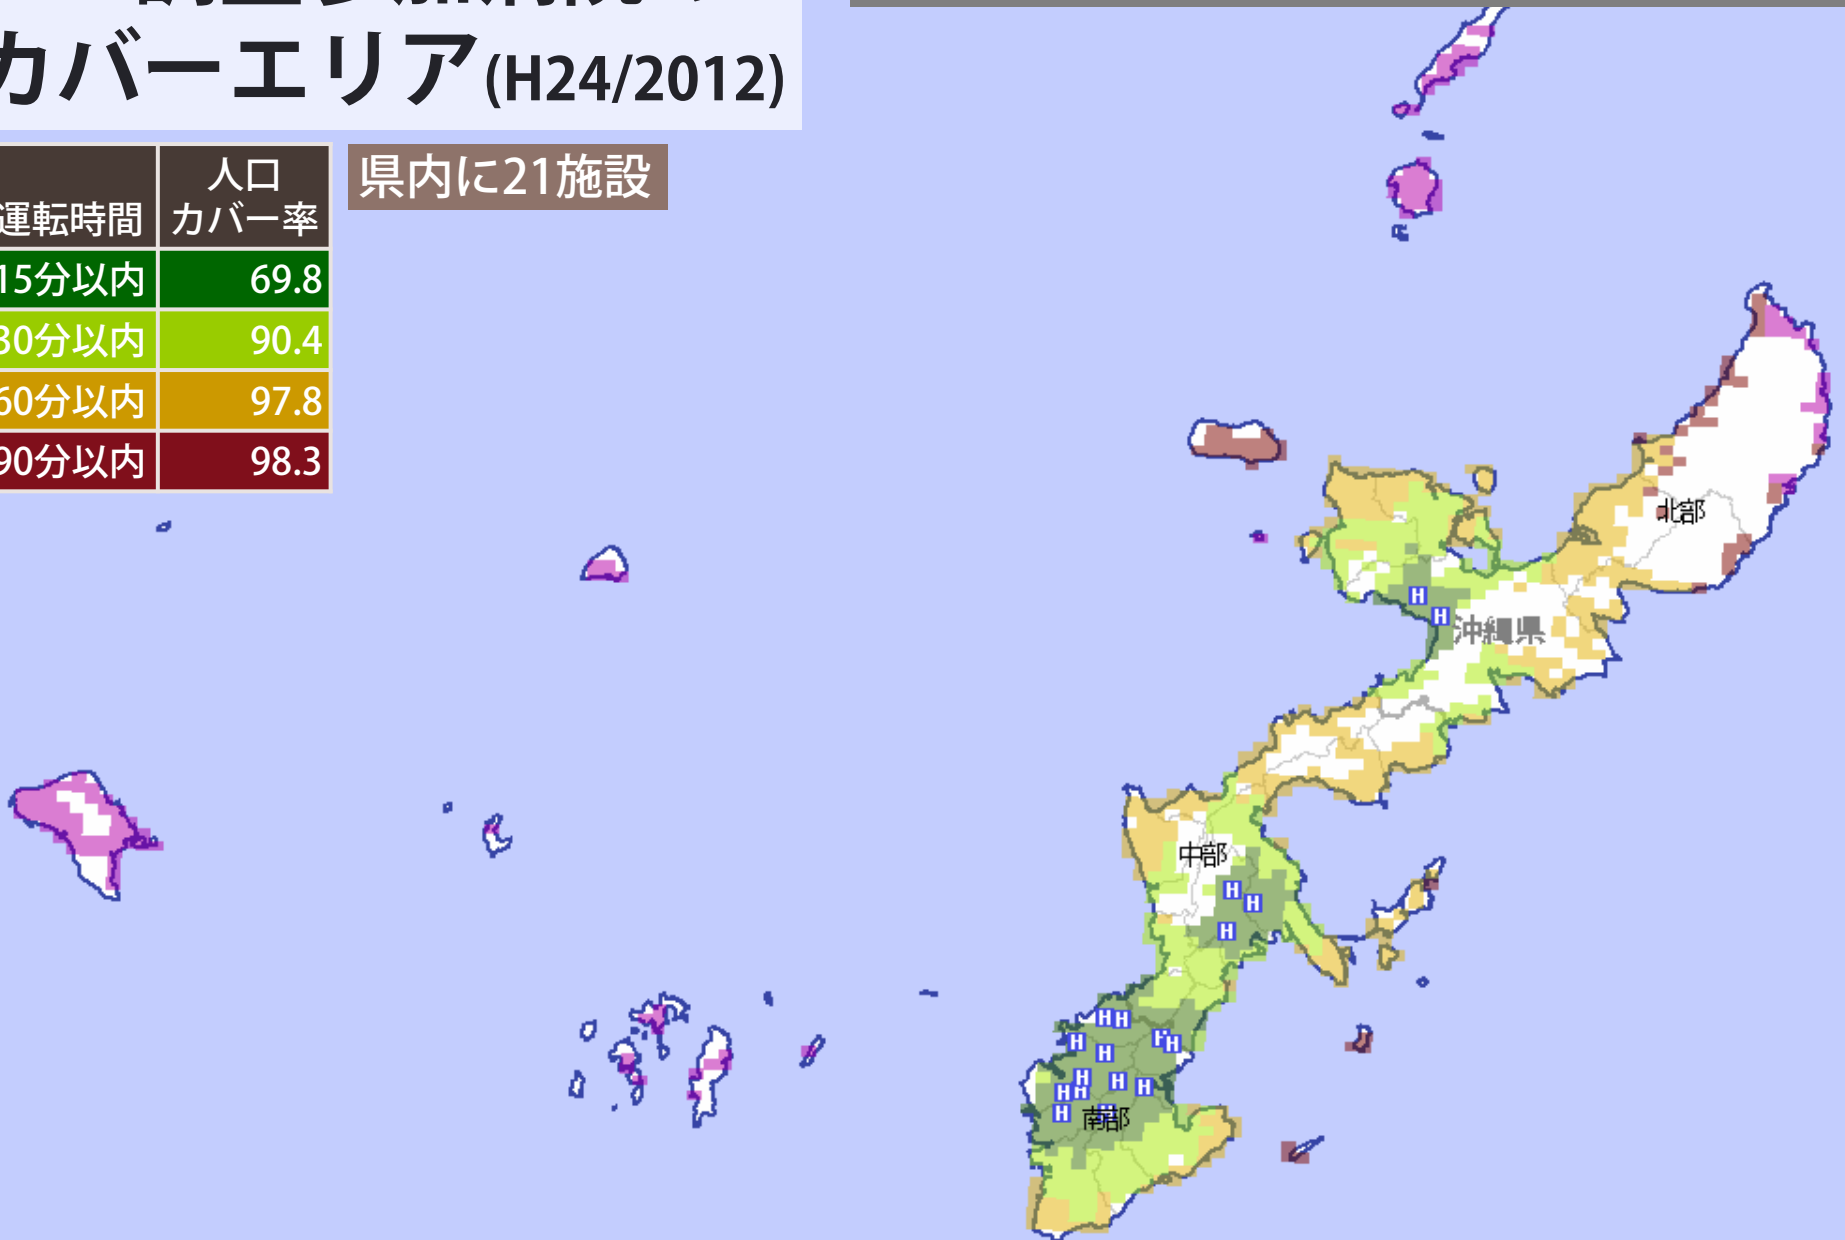 カバーエリア(H24/2012)
県内に21施設
運転時間 人口カバー率
15分以内 69.8
30分以内 90.4
60分以内 97.8
90分以内 98.3
北部
沖縄県
中部
H
H
H
H
H
H H
H
H H
H
H
H
H
H H
H
H
南部